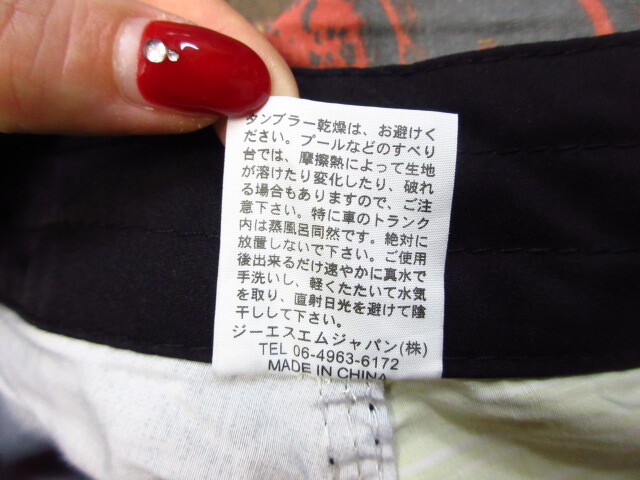 タンブラー乾燥は、お避けく
ださい。プールなどのすべり
台では、摩擦熱によって生地
が溶けたり変化したり、破れ
る場合もありますので、ご注
意下さい。特に車のトランク
内は蒸風呂同然です。絶対に
放置しないで下さい。ご使用
後出来るだけ速やかに真水で
手洗いし、軽くたたいて水気
を取り、直射日光を避けて陰
干しして下さい。
ジーエスエムジャパン(株)
TEL 06-4963-6172
MADE IN CHINA